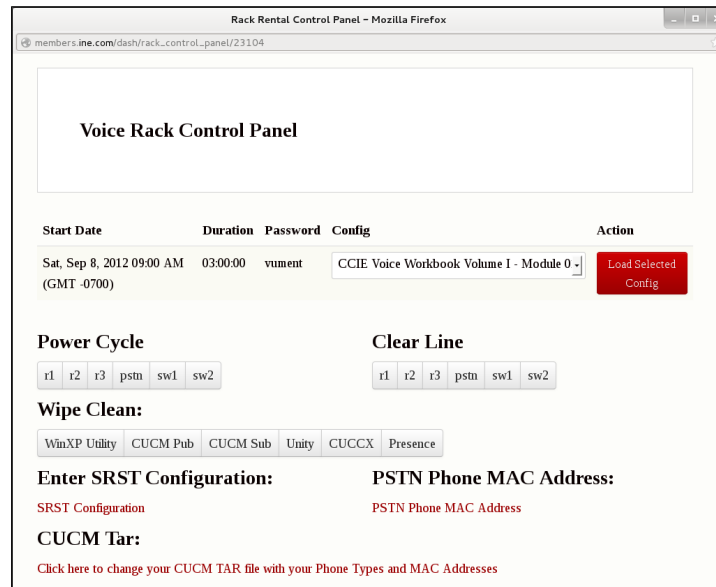 Rack Rental Control Panel - Mozilla Firefox
members.ine.com/dash/rack_control_panel/23104
Voice Rack Control Panel
Start Date Duration Password Config Action
Sat, Sep 8, 2012 09:00 AM 03:00:00 vument CCIE Voice Workbook Volume I - Module 0 Load Selected
(GMT -0700) Config
Power Cycle Clear Line
r1 r2 r3 pstn sw1 sw2 r1 r2 r3 pstn sw1 sw2
Wipe Clean:
WinXP Utility CUCM Pub CUCM Sub Unity CUCCX Presence
Enter SRST Configuration: PSTN Phone MAC Address:
SRST Configuration PSTN Phone MAC Address
CUCM Tar:
Click here to change your CUCM TAR file with your Phone Types and MAC Addresses